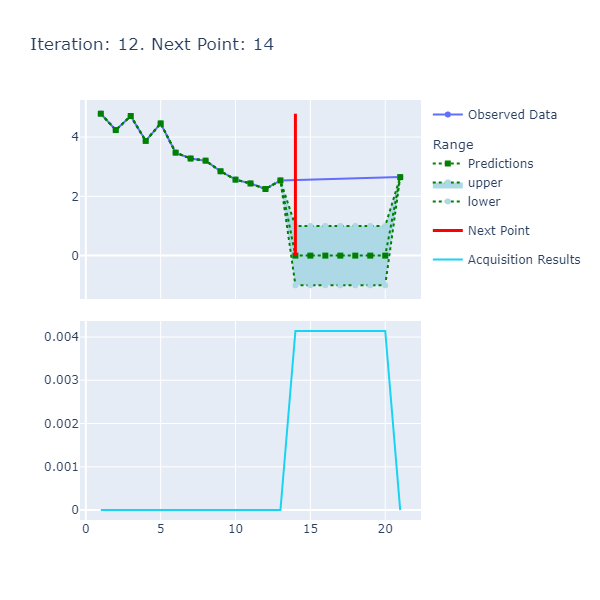 Iteration: 12. Next Point: 14
Observed Data
Range
Predictions
upper
lower
Next Point
Acquisition Results
4
2
0
0.004
0.003
0.002
0.001
0
0
5
10
15
20